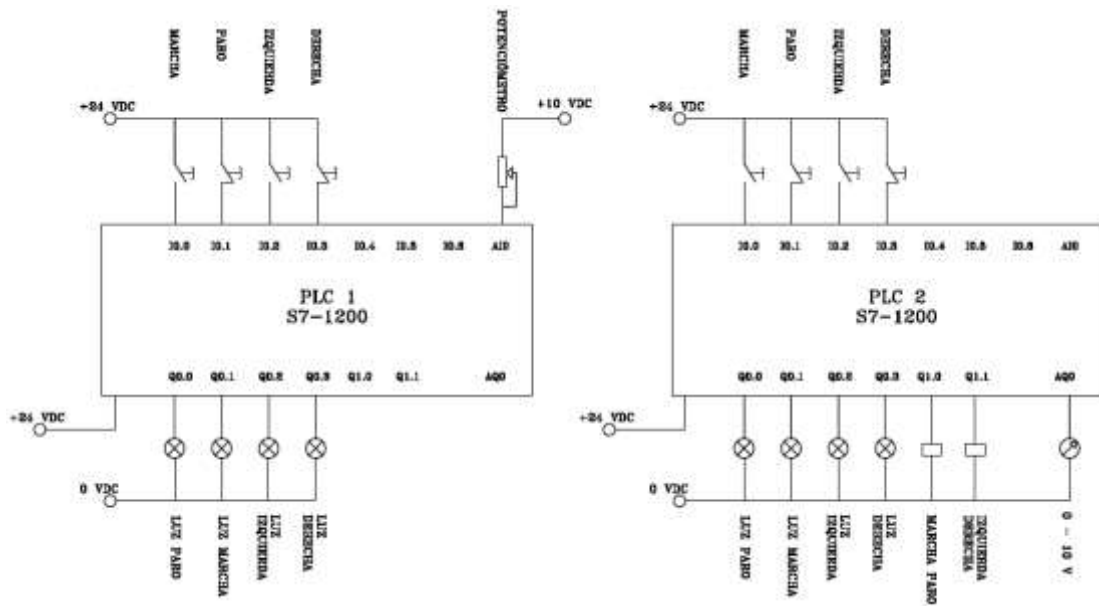 MARCHA
PARO
IZQUIERDA
DERECHA
POTENCIÓMETRO
+24 VDC
+10 VDC
I0.0 I0.1 I0.2 I0.3 I0.4 I0.5 I0.6 AI0
PLC 1
S7-1200
Q0.0 Q0.1 Q0.2 Q0.3 Q1.0 Q1.1 AQ0
+24 VDC
0 VDC
LUZ PARO
LUZ MARCHA
LUZ
IZQUIERDA
LUZ
DERECHA
MARCHA
PARO
IZQUIERDA
DERECHA
+24 VDC
I0.0 I0.1 I0.2 I0.3 I0.4 I0.5 I0.6 AI0
PLC 2
S7-1200
Q0.0 Q0.1 Q0.2 Q0.3 Q1.0 Q1.1 AQ0
+24 VDC
0 VDC
LUZ PARO
LUZ MARCHA
LUZ
IZQUIERDA
LUZ
DERECHA
MARCHA PARO
IZQUIERDA
DERECHA
0 - 10 V